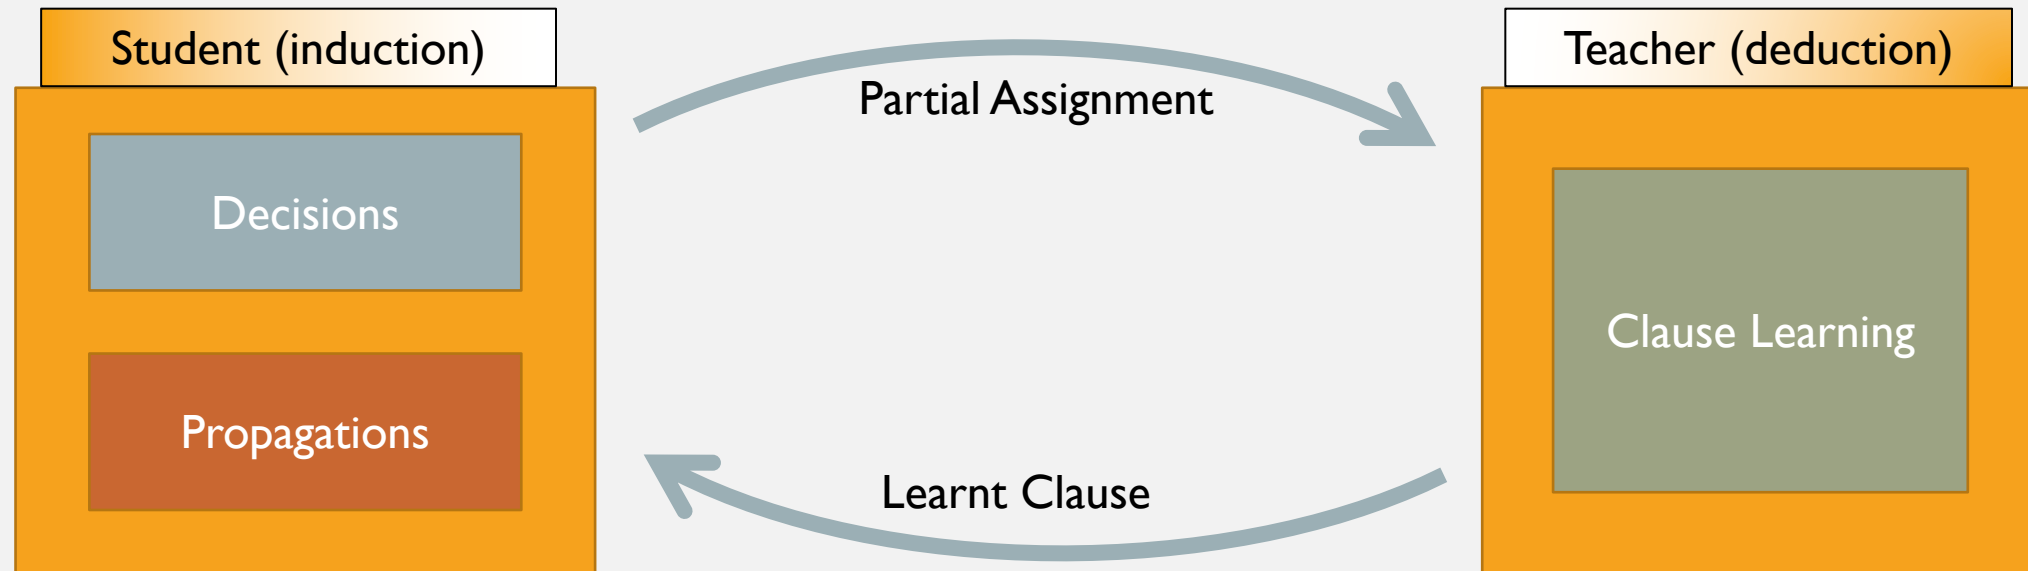 Student (induction)
Teacher (deduction)
Partial Assignment
Decisions
Clause Learning
Propagations
Learnt Clause